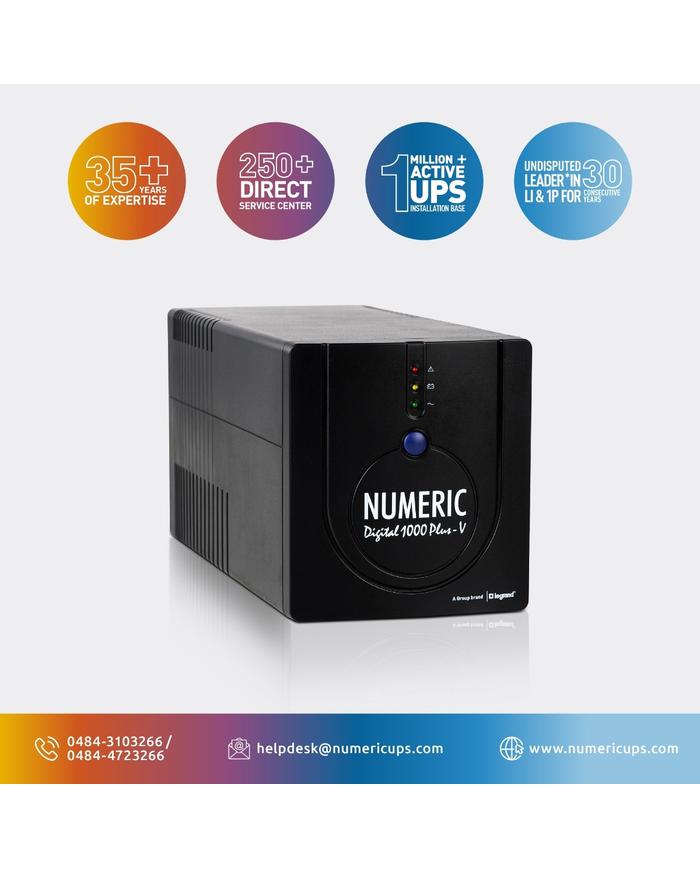 35+
YEARS
OF EXPERTISE
250+
DIRECT
SERVICE CENTER
1 MILLION +
ACTIVE
UPS
INSTALLATION BASE
UNDISPUTED
LEADER*IN
LI & 1P FOR
30
CONSECUTIVE
YEARS
NUMERIC
Digital 1000 Plus - V
A Group brand | legrand
0484-3103266 /
0484-4723266
helpdesk@numericups.com
www.numericups.com